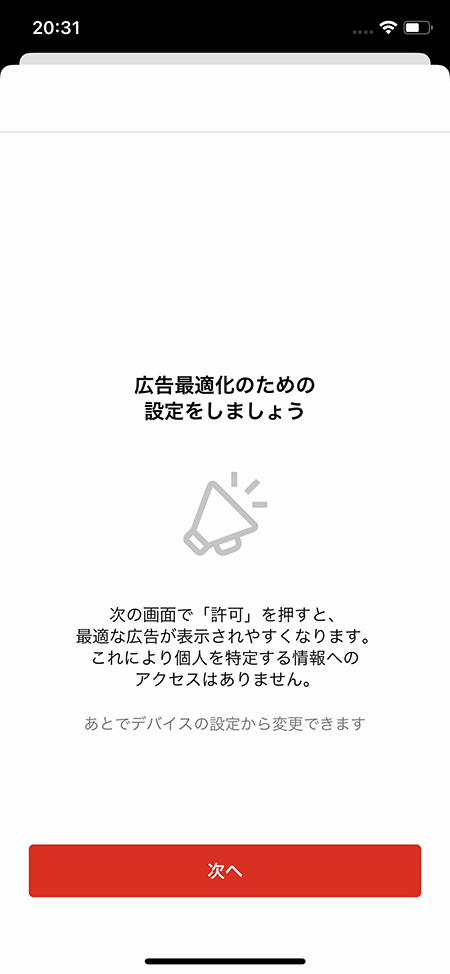 20:31
広告最適化のための
設定をしましょう
次の画面で「許可」を押すと、
最適な広告が表示されやすくなります。
これにより個人を特定する情報への
アクセスはありません。
あとでデバイスの設定から変更できます
次へ